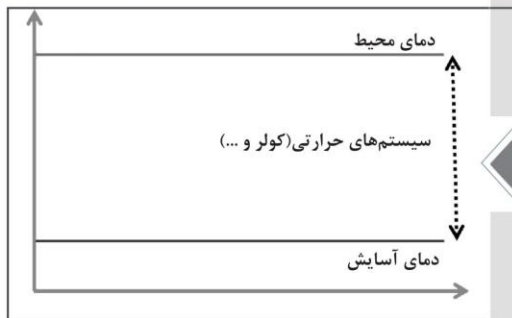 دمای محیط
سیستم‌های حرارتی(کولر و ...)
دمای آسایش